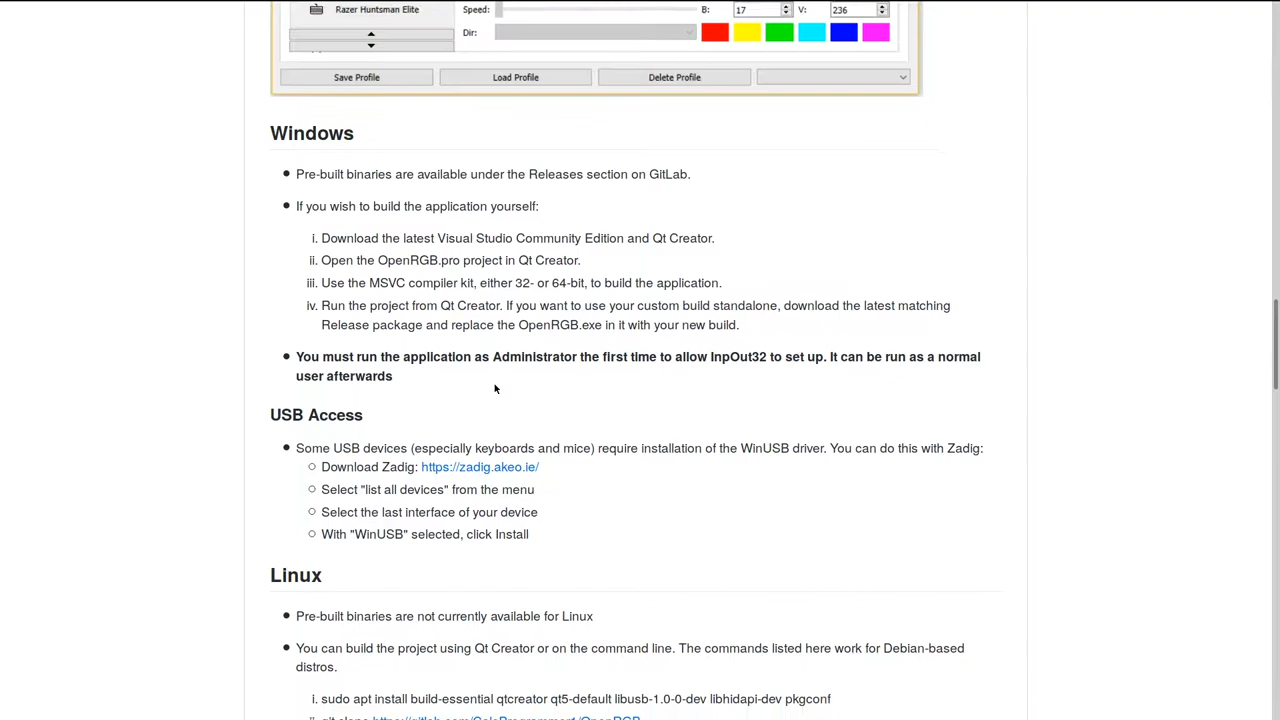 Razer Huntsman Elite Speed: B: 17 V: 236
Dir:
Save Profile Load Profile Delete Profile
Windows
Pre-built binaries are available under the Releases section on GitLab.
If you wish to build the application yourself:
i. Download the latest Visual Studio Community Edition and Qt Creator.
ii. Open the OpenRGB.pro project in Qt Creator.
iii. Use the MSVC compiler kit, either 32- or 64-bit, to build the application.
iv. Run the project from Qt Creator. If you want to use your custom build standalone, download the latest matching
Release package and replace the OpenRGB.exe in it with your new build.
You must run the application as Administrator the first time to allow InpOut32 to set up. It can be run as a normal
user afterwards
USB Access
Some USB devices (especially keyboards and mice) require installation of the WinUSB driver. You can do this with Zadig:
Download Zadig: https://zadig.akeo.ie/
Select "list all devices" from the menu
Select the last interface of your device
With "WinUSB" selected, click Install
Linux
Pre-built binaries are not currently available for Linux
You can build the project using Qt Creator or on the command line. The commands listed here work for Debian-based
distros.
i. sudo apt install build-essential qtcreator qt5-default libusb-1.0-0-dev libhidapi-dev pkgconf
ii. git clone https://gitlab.com/CalcProgrammer1/OpenRGB